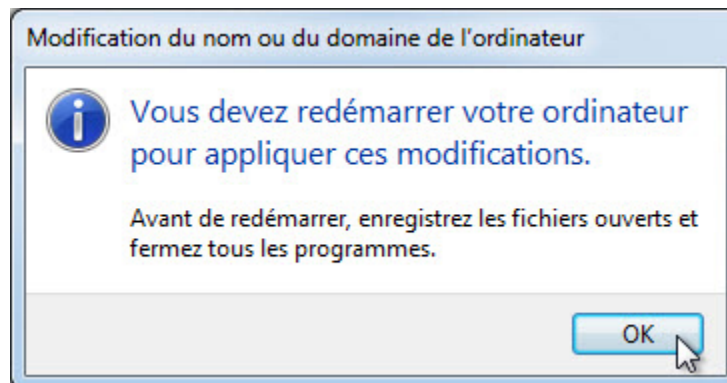 Modification du nom ou du domaine de l'ordinateur
Vous devez redémarrer votre ordinateur
pour appliquer ces modifications.
Avant de redémarrer, enregistrez les fichiers ouverts et
fermez tous les programmes.
OK